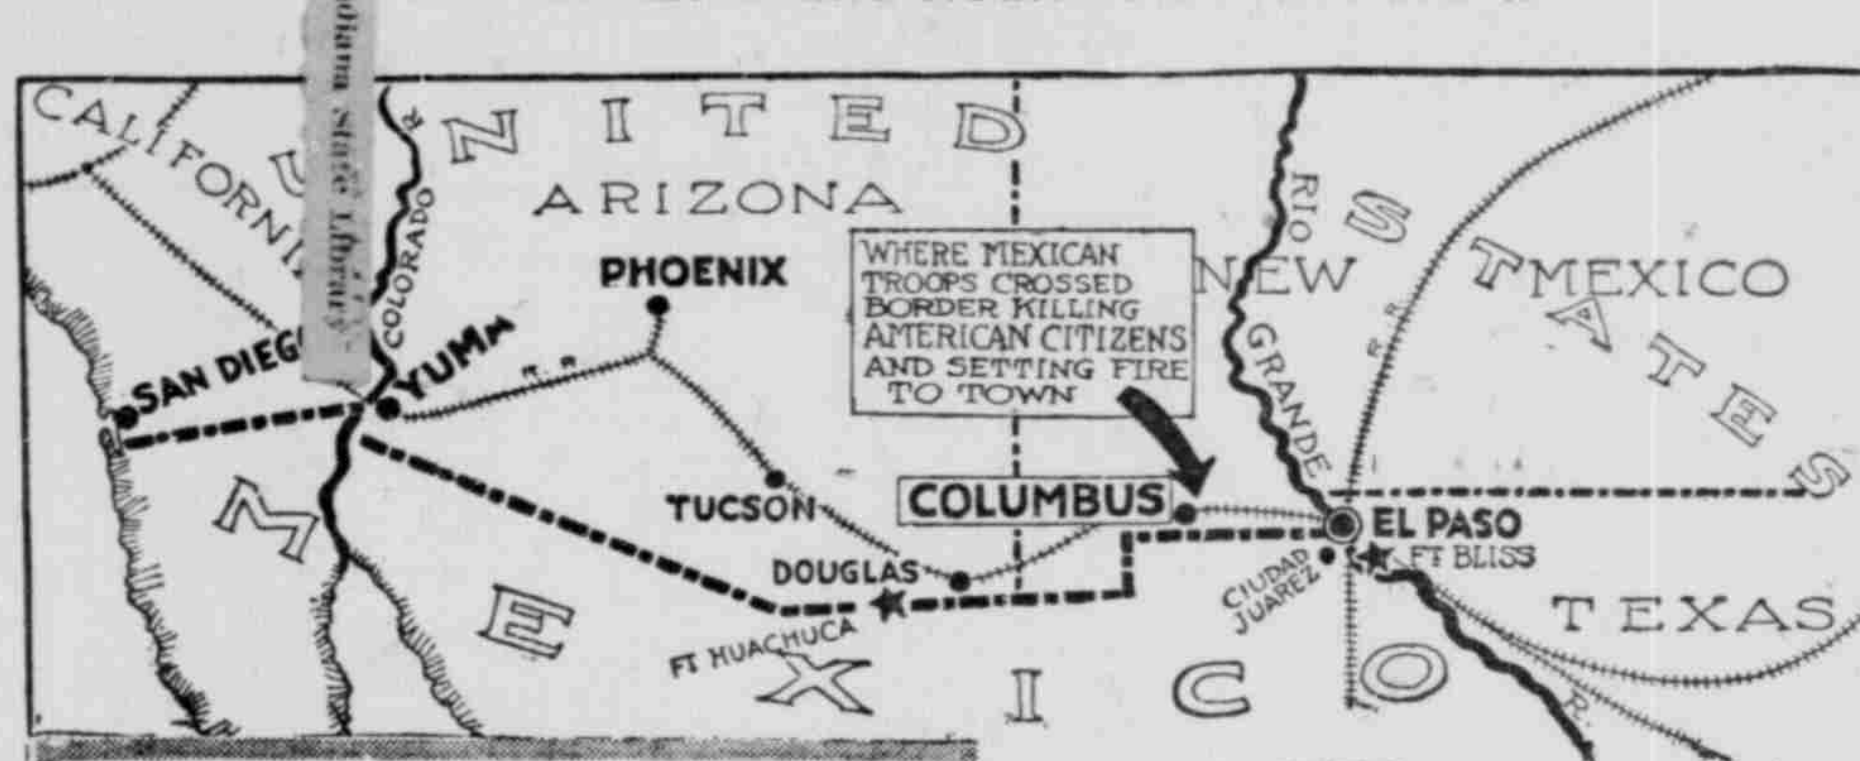 diana State Library
CALIFORNI
UNITED
STATES
R.
COLORADO
ARIZONA
PHOENIX
WHERE MEXICAN
TROOPS CROSSED
BORDER KILLING
AMERICAN CITIZENS
AND SETTING FIRE
TO TOWN
NEW MEXICO
RIO
GRANDE
R R
SAN DIEGO
YUMA
R. R
TUCSON
COLUMBUS
EL PASO
DOUGLAS
FT BLISS
CIUDAD
JUAREZ
FT HUACHUCA
TEXAS
MEXICO
R.